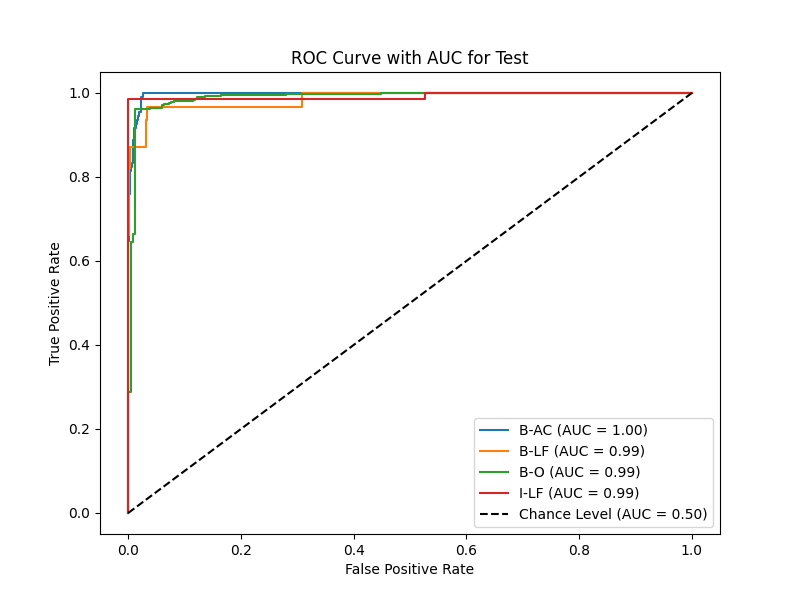 ROC Curve with AUC for Test
1.0
0.8
0.6
0.4
0.2
0.0
True Positive Rate
B-AC (AUC = 1.00)
B-LF (AUC = 0.99)
B-O (AUC = 0.99)
I-LF (AUC = 0.99)
Chance Level (AUC = 0.50)
0.0 0.2 0.4 0.6 0.8 1.0
False Positive Rate